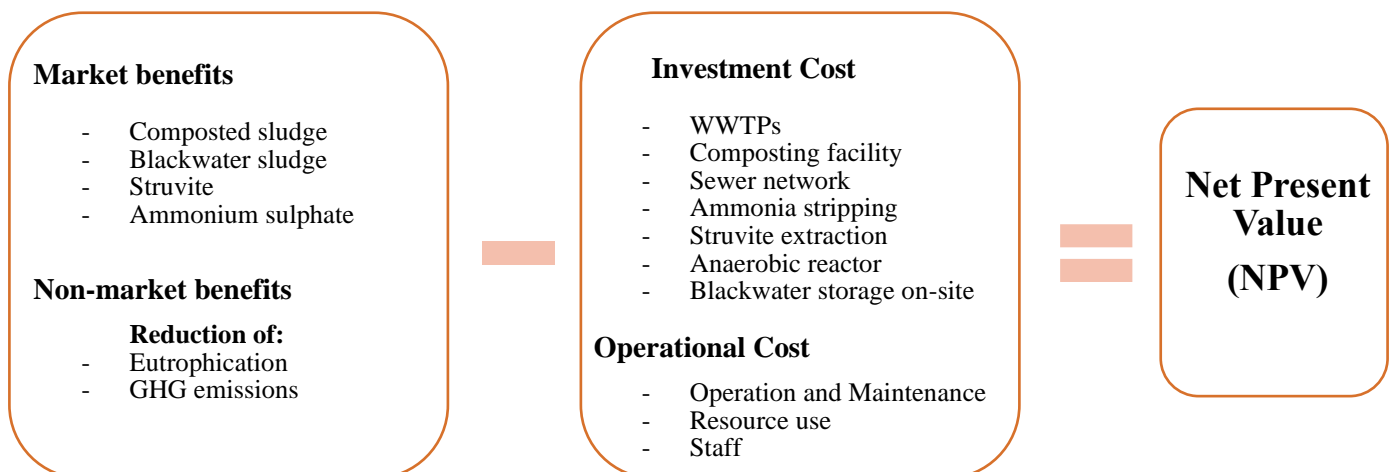 Market benefits
- Composted sludge
- Blackwater sludge
- Struvite
- Ammonium sulphate
Non-market benefits
Reduction of:
- Eutrophication
- GHG emissions
Investment Cost
- WWTPs
- Composting facility
- Sewer network
- Ammonia stripping
- Struvite extraction
- Anaerobic reactor
- Blackwater storage on-site
Operational Cost
- Operation and Maintenance
- Resource use
- Staff
Net Present
Value
(NPV)